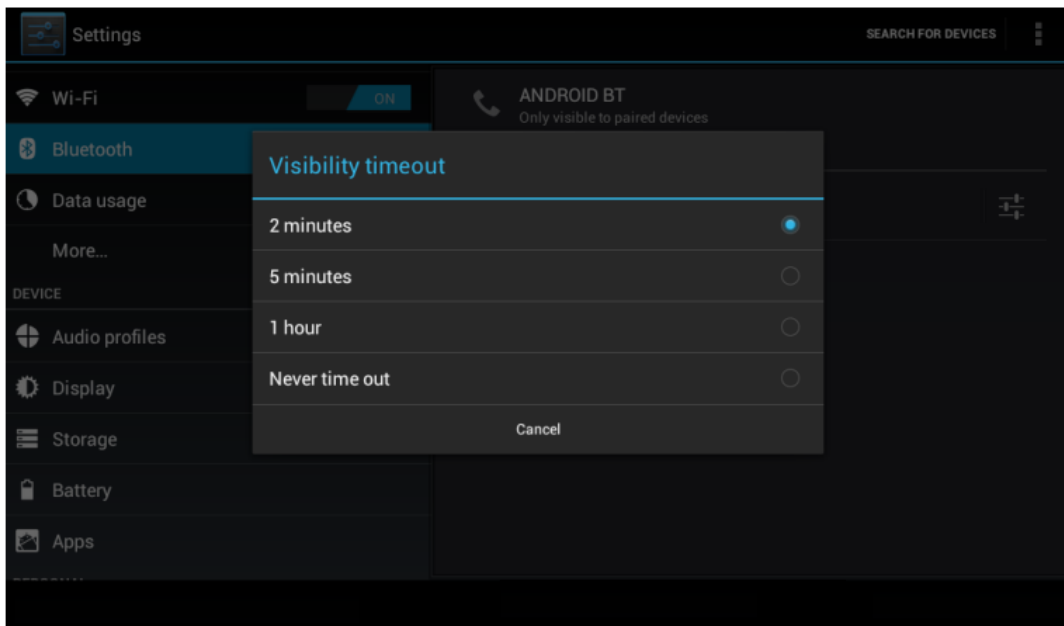 Settings
SEARCH FOR DEVICES
Wi-Fi
ON
ANDROID BT
Only visible to paired devices
Bluetooth
Data usage
More...
DEVICE
Audio profiles
Display
Storage
Battery
Apps
Visibility timeout
2 minutes
5 minutes
1 hour
Never time out
Cancel